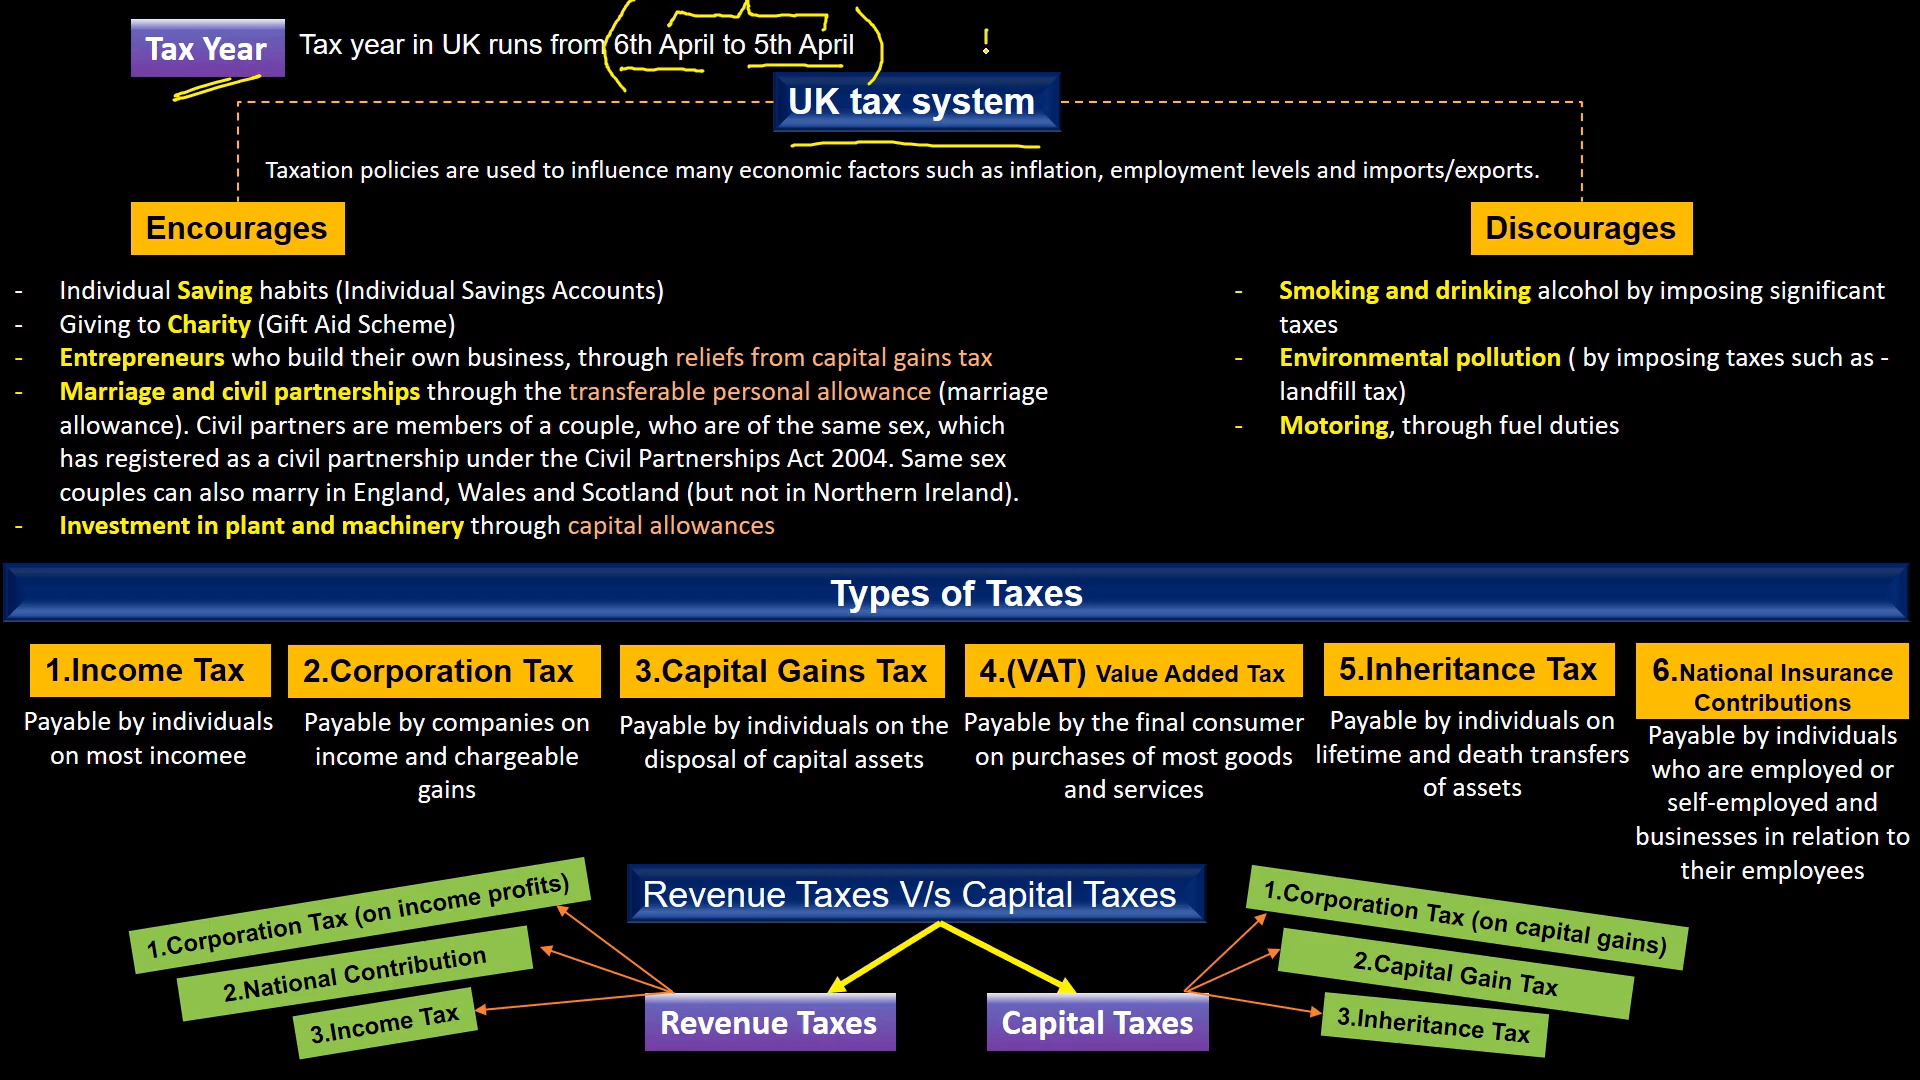 Tax Year
Tax year in UK runs from 6th April to 5th April
!
UK tax system
Taxation policies are used to influence many economic factors such as inflation, employment levels and imports/exports.
Encourages
- Individual Saving habits (Individual Savings Accounts)
- Giving to Charity (Gift Aid Scheme)
- Entrepreneurs who build their own business, through reliefs from capital gains tax
- Marriage and civil partnerships through the transferable personal allowance (marriage
allowance). Civil partners are members of a couple, who are of the same sex, which
has registered as a civil partnership under the Civil Partnerships Act 2004. Same sex
couples can also marry in England, Wales and Scotland (but not in Northern Ireland).
- Investment in plant and machinery through capital allowances
Discourages
- Smoking and drinking alcohol by imposing significant
taxes
- Environmental pollution ( by imposing taxes such as -
landfill tax)
- Motoring, through fuel duties
Types of Taxes
1.Income Tax
Payable by individuals
on most incomee
2.Corporation Tax
Payable by companies on
income and chargeable
gains
3.Capital Gains Tax
Payable by individuals on the
disposal of capital assets
4.(VAT) Value Added Tax
Payable by the final consumer
on purchases of most goods
and services
5.Inheritance Tax
Payable by individuals on
lifetime and death transfers
of assets
6.National Insurance
Contributions
Payable by individuals
who are employed or
self-employed and
businesses in relation to
their employees
Revenue Taxes V/s Capital Taxes
1.Corporation Tax (on income profits)
2.National Contribution
3.Income Tax
Revenue Taxes
Capital Taxes
1.Corporation Tax (on capital gains)
2.Capital Gain Tax
3.Inheritance Tax